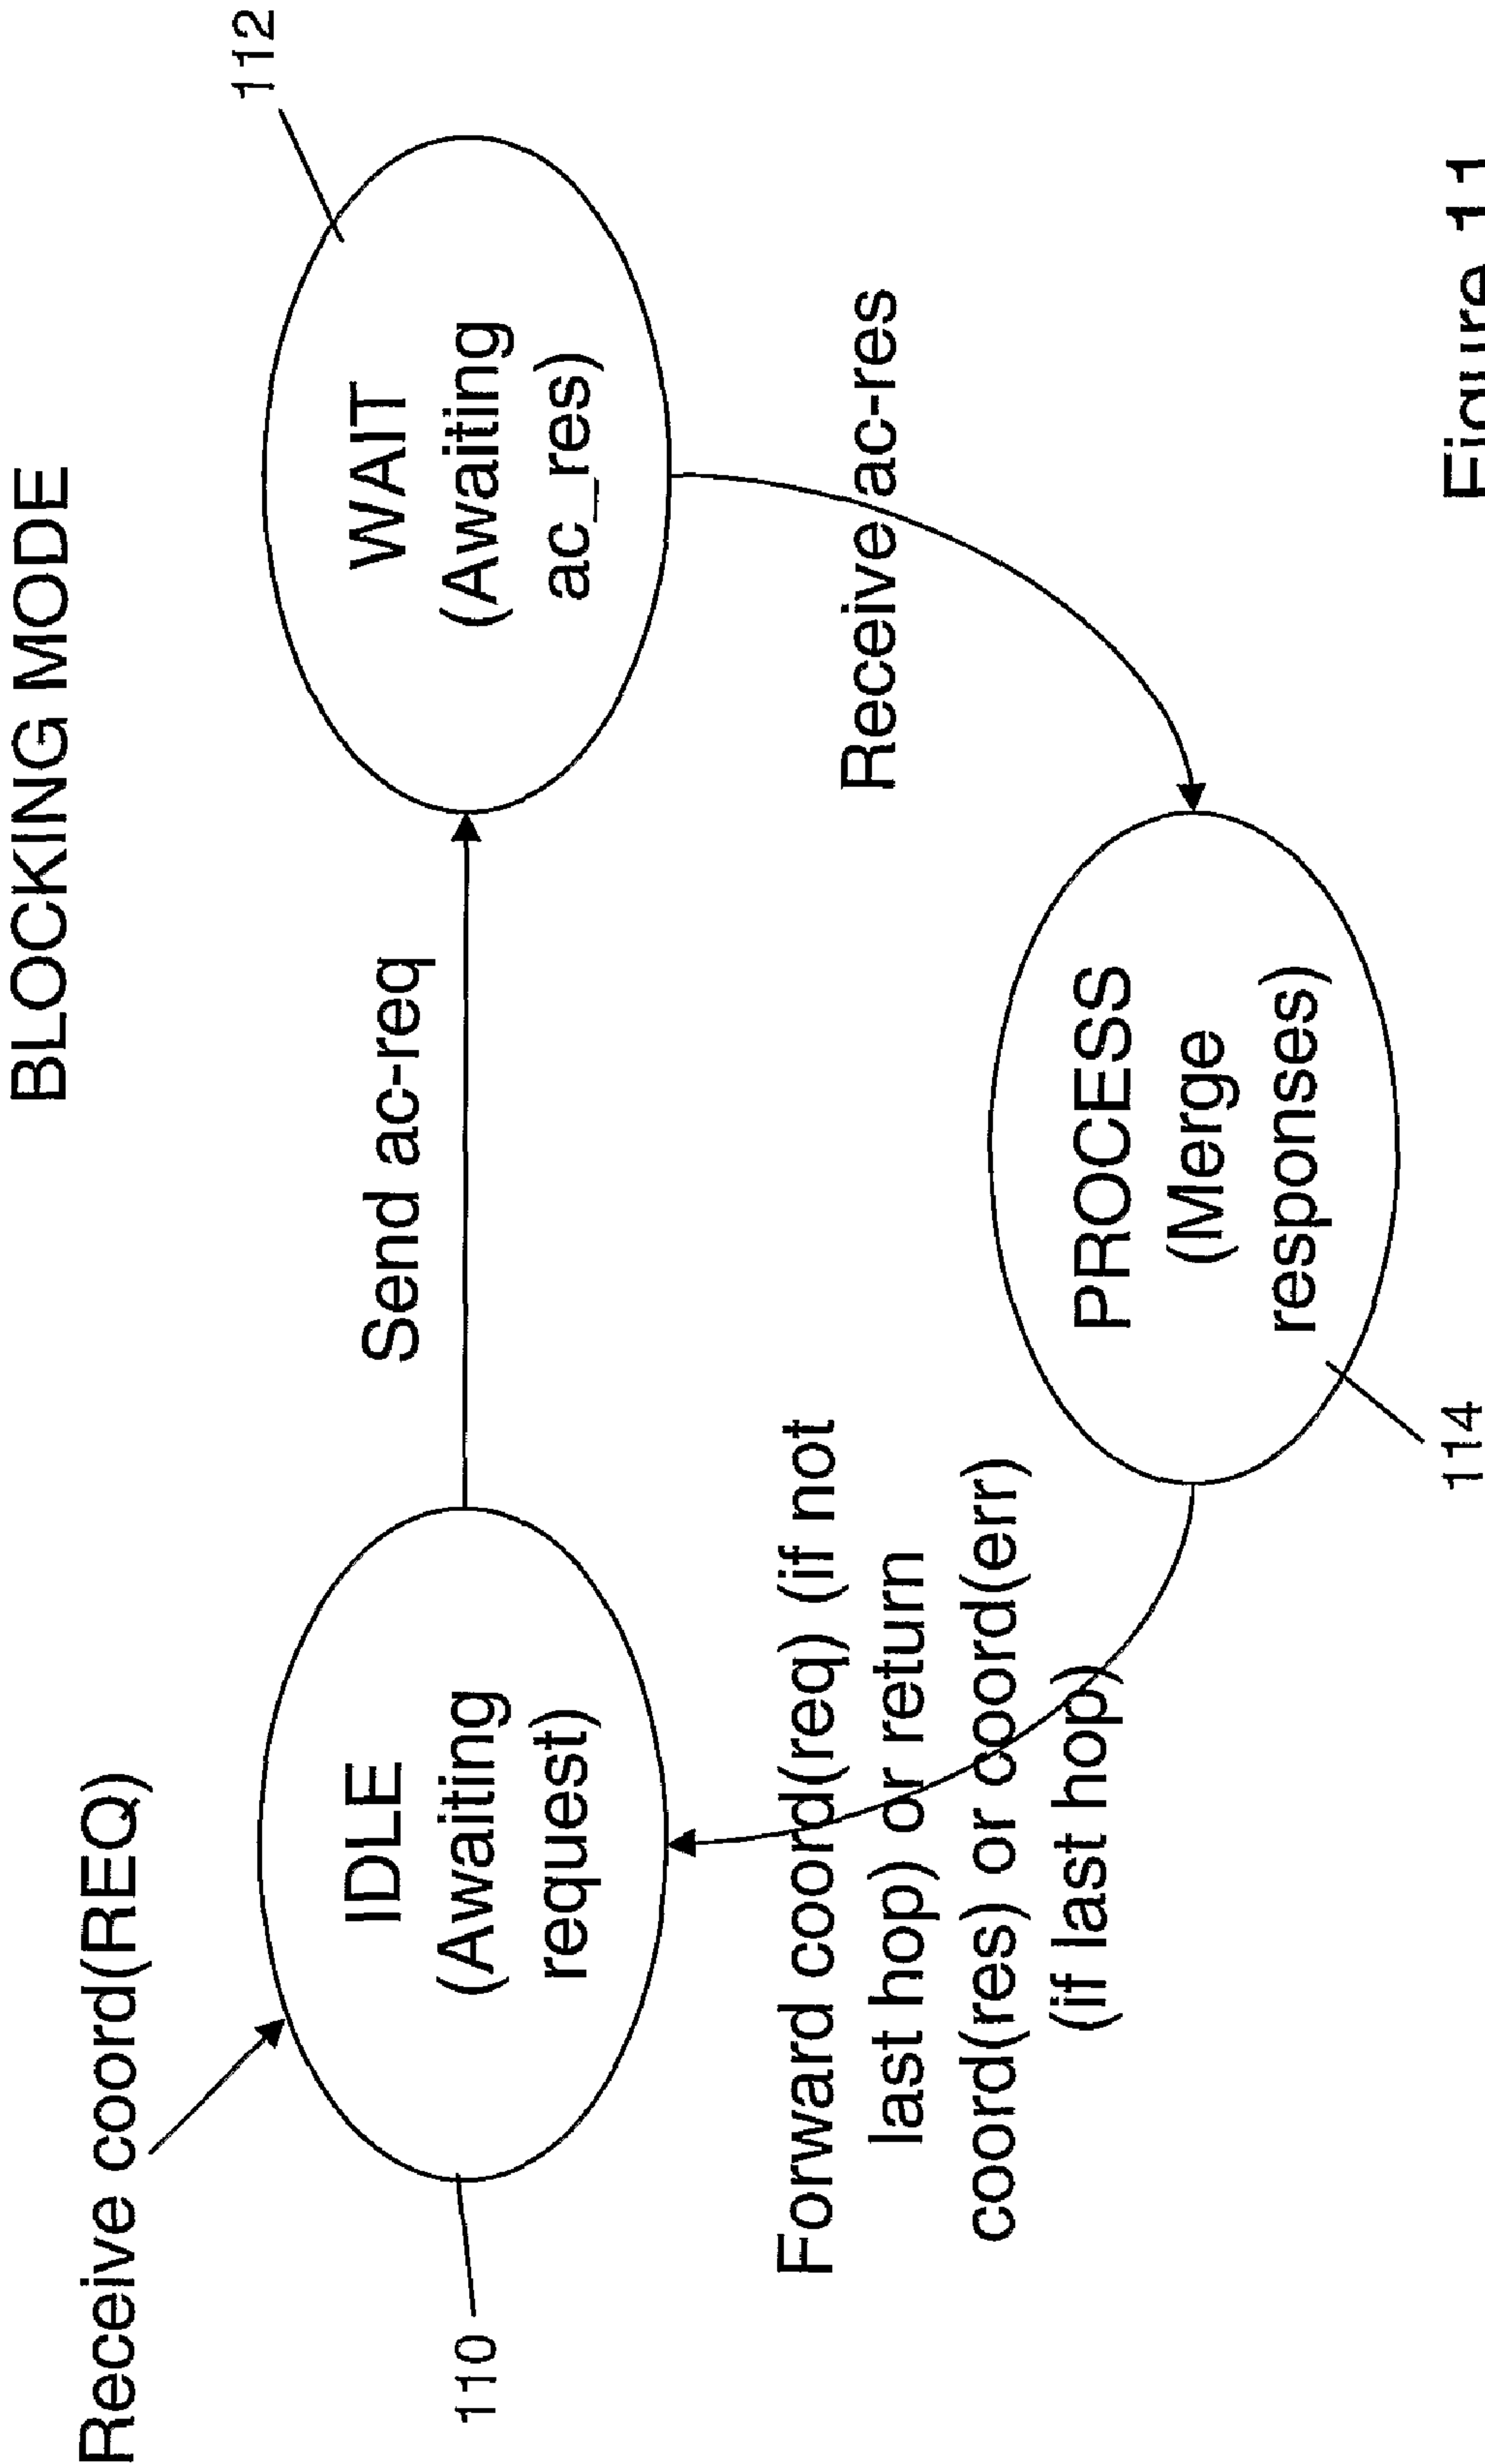 BLOCKING MODE
Receive coord(REQ)
110
IDLE
(Awaiting
request)
Send ac-req
112
WAIT
(Awaiting
ac_res)
Receive ac-res
Forward coord(req) (if not
last hop) or return
coord(res) or coord(err)
(if last hop)
PROCESS
(Merge
responses)
114
Figure 11